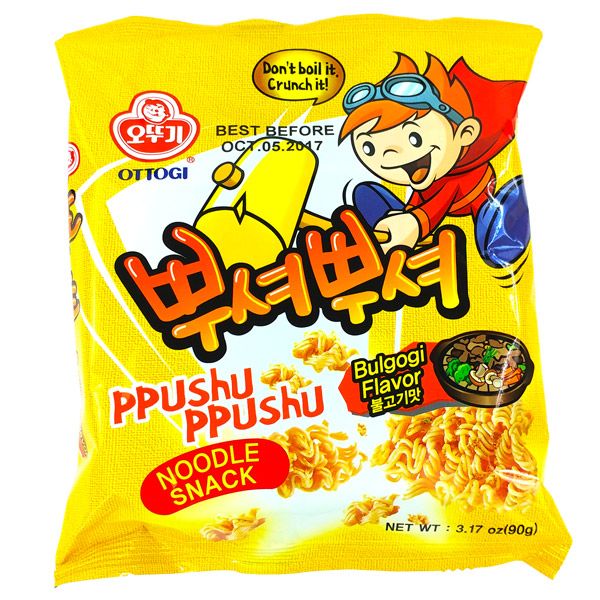 Don't boil it.
Crunch it!
오뚜기
OTTOGI®
BEST BEFORE
OCT.05.2017
뿌셔뿌셔
PPUSHU
PPUSHU
Bulgogi
Flavor
불고기맛
NOODLE
SNACK
NET WT : 3.17 oz(90g)